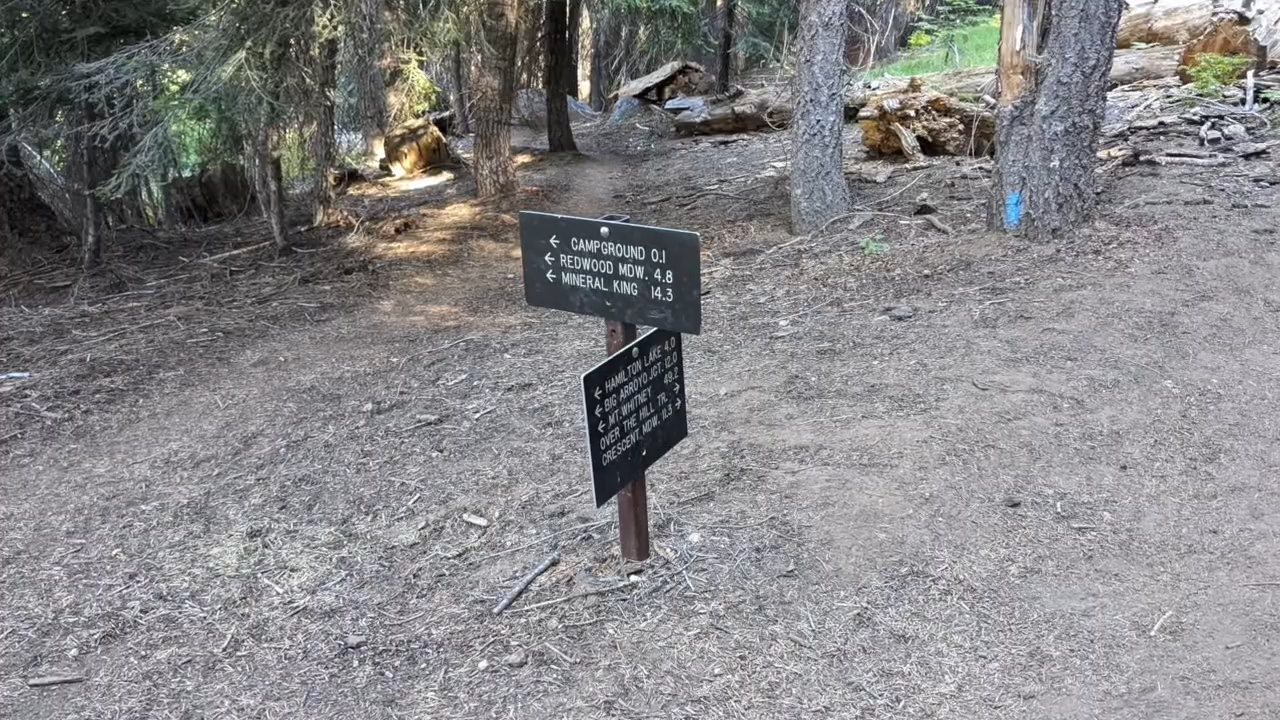 ← CAMPGROUND 0.1
← REDWOOD MDW. 4.8
← MINERAL KING 14.3
← HAMILTON LAKE 4.0
← BIG ARROYO JCT. 12.0
← MT. WHITNEY 49.2
OVER THE HILL TR. →
CRESCENT MDW. 11.3 →